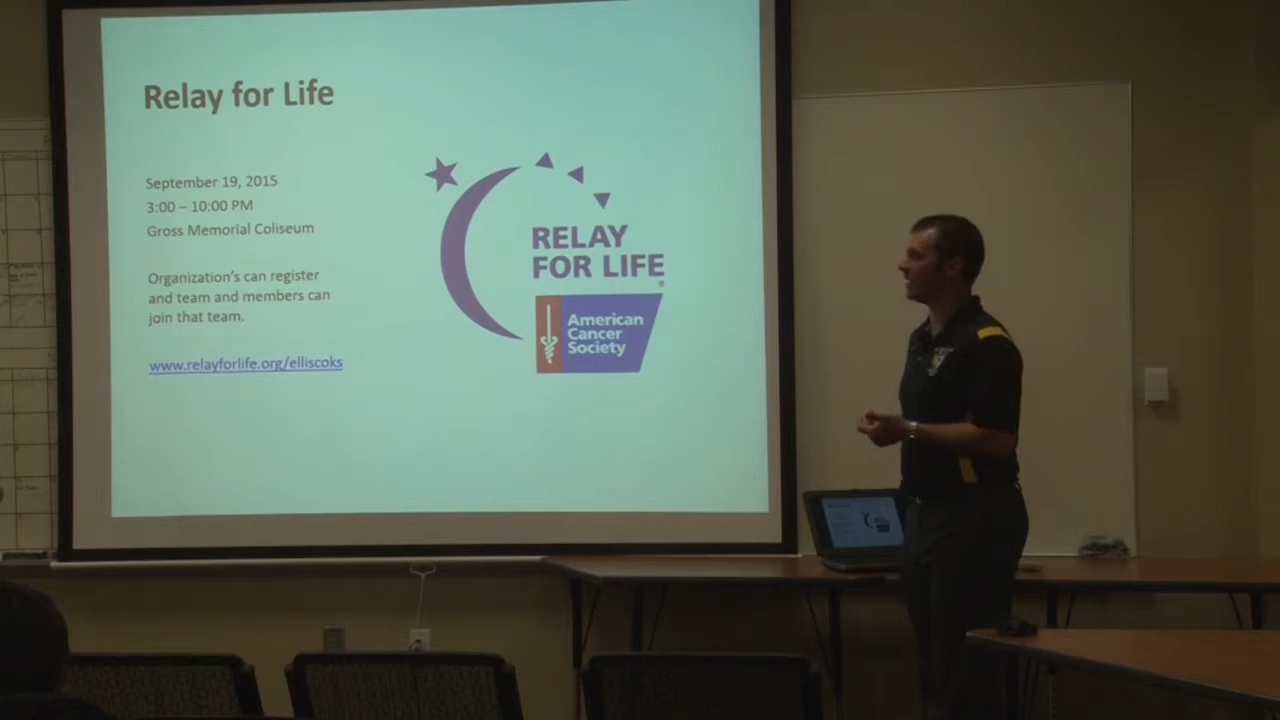 Relay for Life
September 19, 2015
3:00 – 10:00 PM
Gross Memorial Coliseum
Organization's can register
and team and members can
join that team.
www.relayforlife.org/elliscoks
RELAY
FOR LIFE
®
American
Cancer
Society